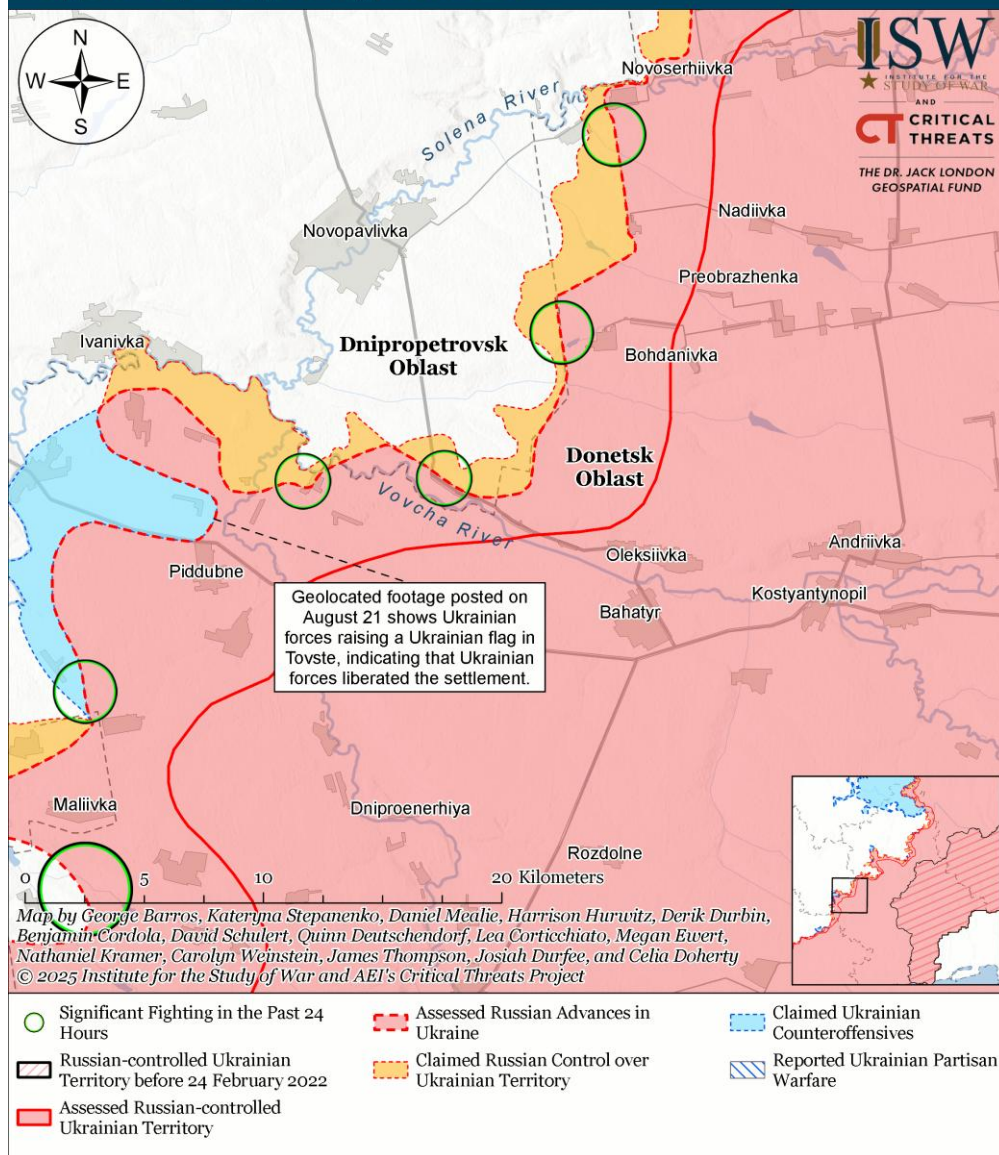 N
W
E
S
ISW
INSTITUTE FOR THE
STUDY OF WAR
AND
CT CRITICAL
THREATS
THE DR. JACK LONDON
GEOSPATIAL FUND
Novoserhiivka
Solena River
Nadiivka
Novopavlivka
Preobrazhenka
Ivanivka
Dnipropetrovsk
Oblast
Bohdanivka
Donetsk
Oblast
Vovcha River
Oleksiivka
Andriivka
Piddubne
Kostyantynopil
Bahatyr
Geolocated footage posted on
August 21 shows Ukrainian
forces raising a Ukrainian flag in
Tovste, indicating that Ukrainian
forces liberated the settlement.
Maliivka
Dniproenerhiya
Rozdolne
0 5 10 20 Kilometers
Map by George Barros, Kateryna Stepanenko, Daniel Mealie, Harrison Hurwitz, Derik Durbin,
Benjamin Cordola, David Schulert, Quinn Deutschendorf, Lea Corticchiato, Megan Ewert,
Nathaniel Kramer, Carolyn Weinstein, James Thompson, Josiah Durfee, and Celia Doherty
© 2025 Institute for the Study of War and AEI's Critical Threats Project
Significant Fighting in the Past 24
Hours
Russian-controlled Ukrainian
Territory before 24 February 2022
Assessed Russian-controlled
Ukrainian Territory
Assessed Russian Advances in
Ukraine
Claimed Russian Control over
Ukrainian Territory
Claimed Ukrainian
Counteroffensives
Reported Ukrainian Partisan
Warfare